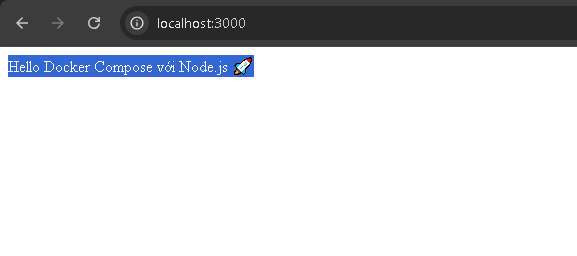 localhost:3000
Hello Docker Compose với Node.js 🚀